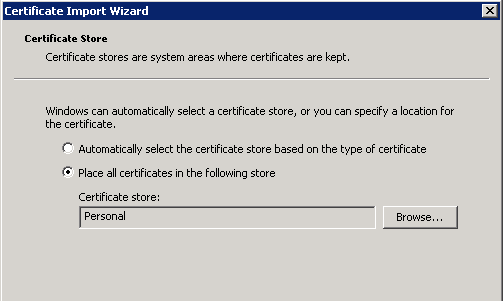 Certificate Import Wizard
Certificate Store
Certificate stores are system areas where certificates are kept.
Windows can automatically select a certificate store, or you can specify a location for
the certificate.
Automatically select the certificate store based on the type of certificate
Place all certificates in the following store
Certificate store:
Personal
Browse...